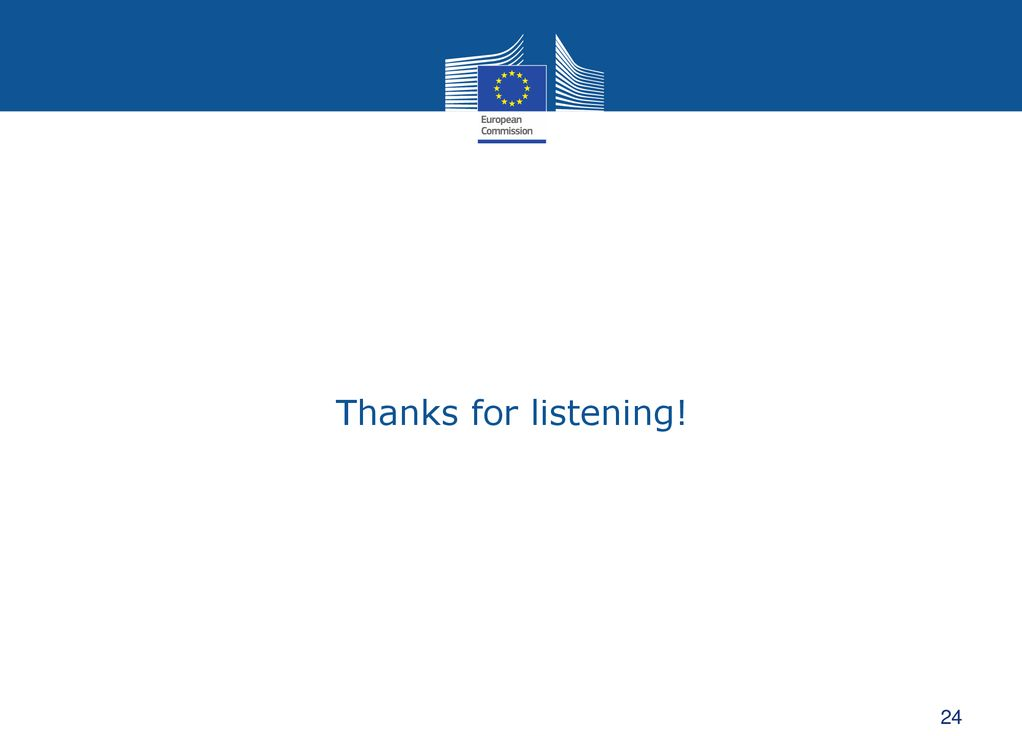 European
Commission
Thanks for listening!
24